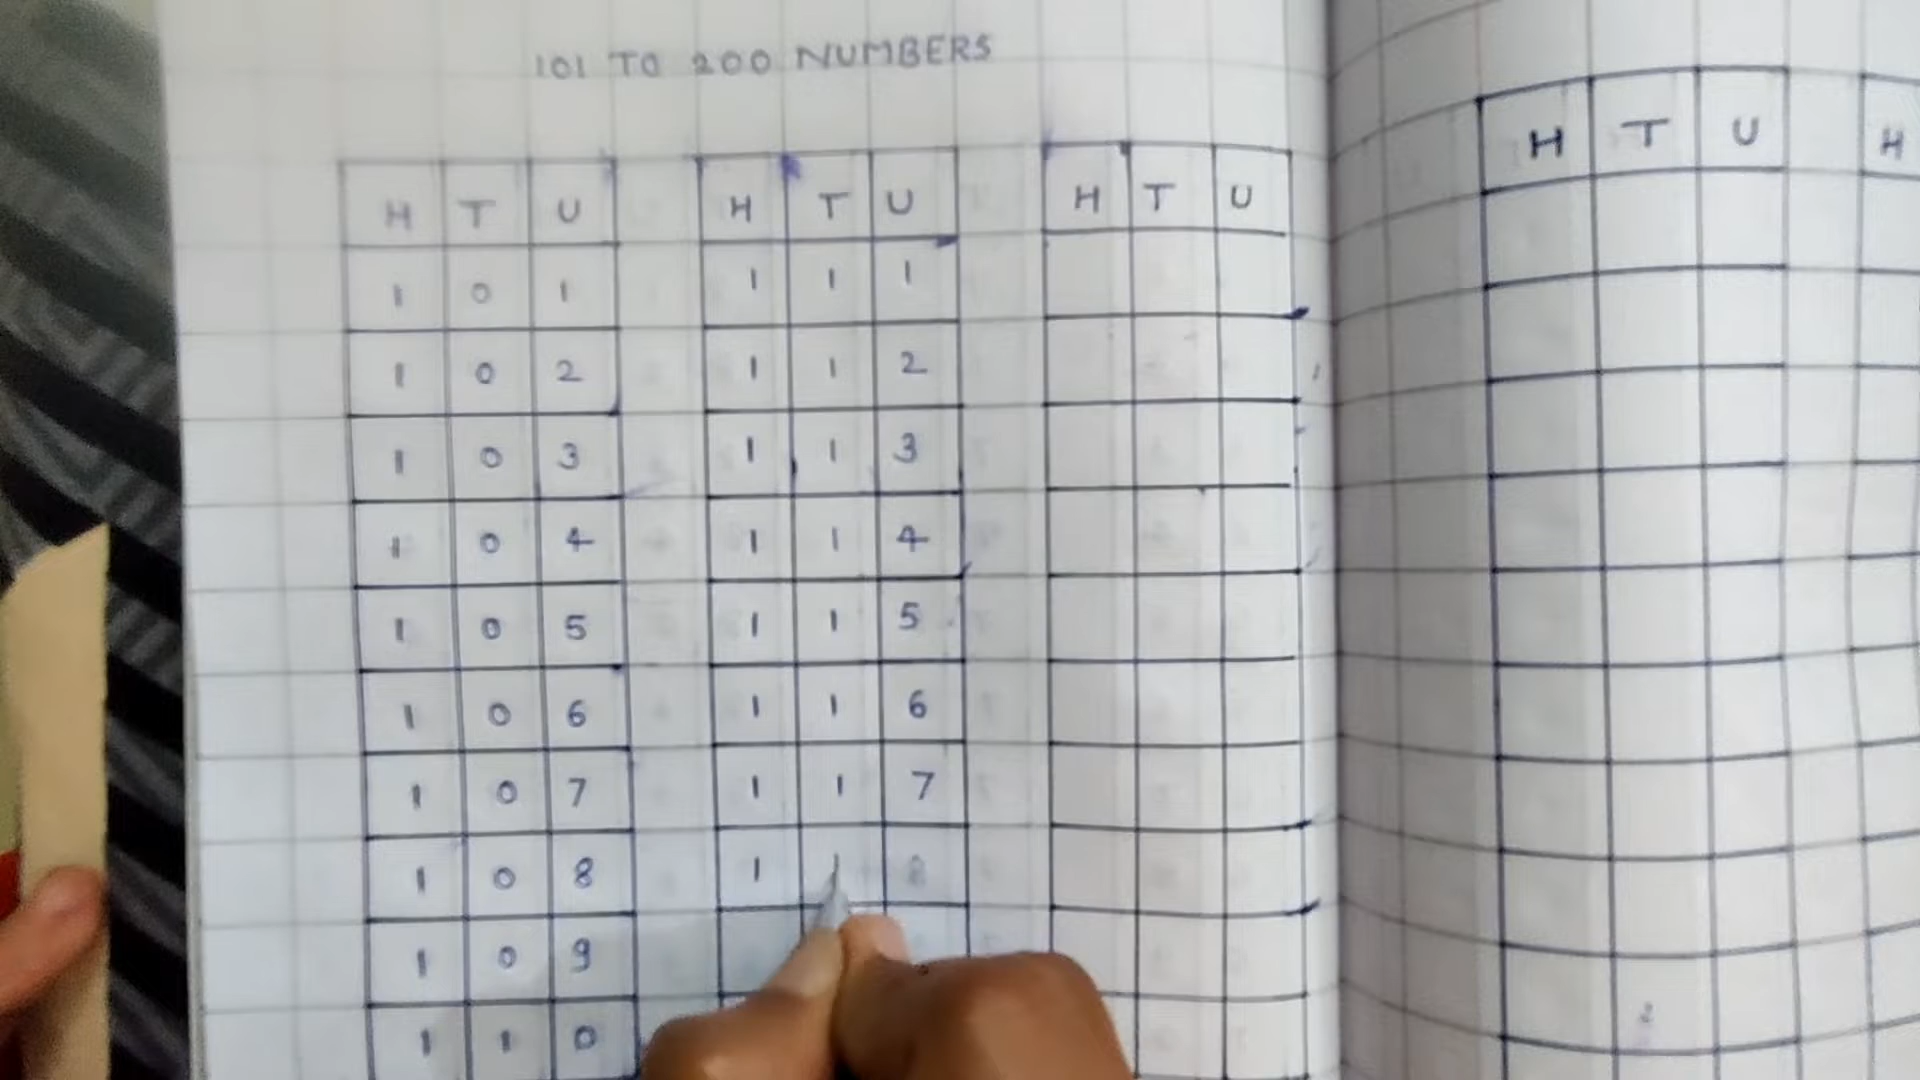 101 TO 200 NUMBERS
H T U H T U H T U H T U H
1 0 1 1 1 1
1 0 2 1 1 2
1 0 3 1 1 3
1 0 4 1 1 4
1 0 5 1 1 5
1 0 6 1 1 6
1 0 7 1 1 7
1 0 8 1 1
1 0 9
1 1 0